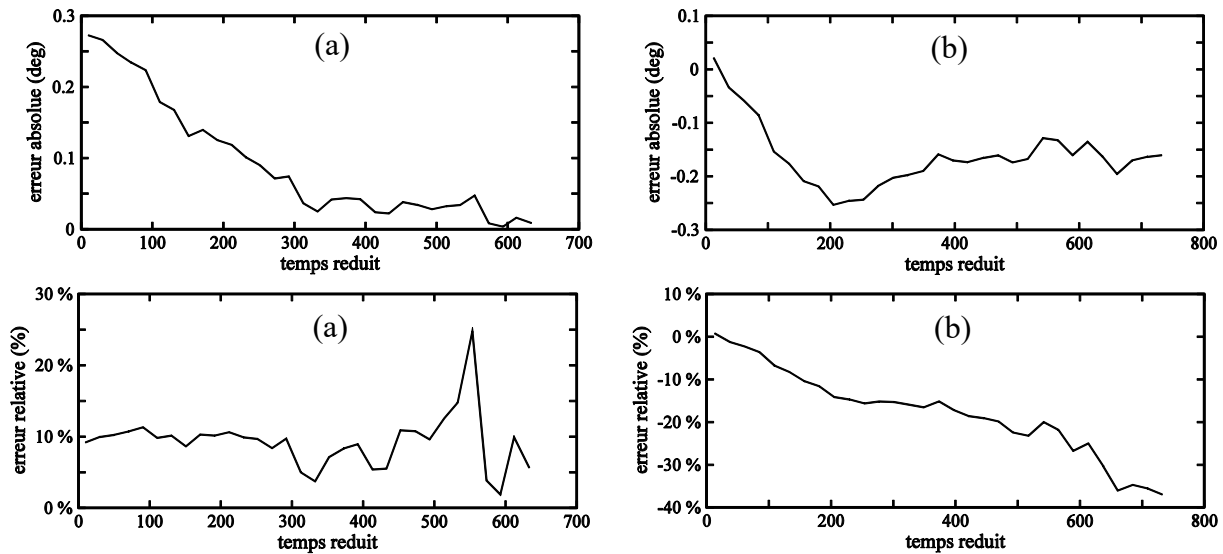 0.3
0.2
0.1
0
erreur absolue (deg)
(a)
0 100 200 300 400 500 600 700
temps reduit
0.1
0
-0.1
-0.2
-0.3
erreur absolue (deg)
(b)
0 200 400 600 800
temps reduit
30 %
20 %
10 %
0 %
erreur relative (%)
(a)
0 100 200 300 400 500 600 700
temps reduit
10 %
0 %
-10 %
-20 %
-30 %
-40 %
erreur relative (%)
(b)
0 200 400 600 800
temps reduit